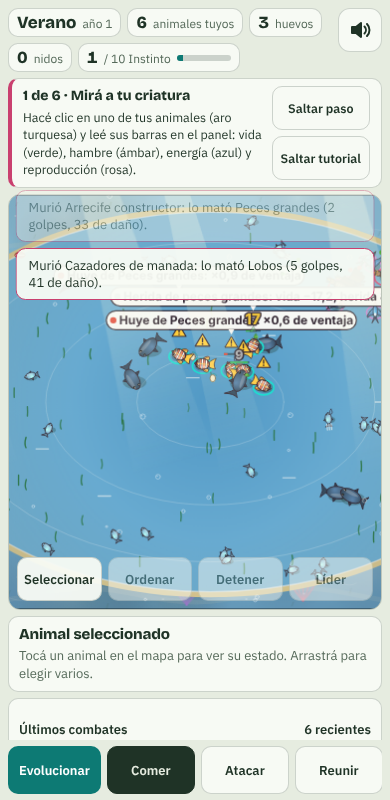 Verano año 1
6 animales tuyos
3 huevos
0 nidos
1 / 10 Instinto
1 de 6 · Mirá a tu criatura
Hacé clic en uno de tus animales (aro
turquesa) y leé sus barras en el panel: vida
(verde), hambre (ámbar), energía (azul) y
reproducción (rosa).
Saltar paso
Saltar tutorial
Murió Arrecife constructor: lo mató Peces grandes (2
golpes, 33 de daño).
Murió Cazadores de manada: lo mató Lobos (5 golpes,
41 de daño).
Huye de Peces grande 17 ×0,6 de ventaja
9
Seleccionar
Ordenar
Detener
Líder
Animal seleccionado
Tocá un animal en el mapa para ver su estado. Arrastrá para
elegir varios.
Últimos combates
6 recientes
Evolucionar
Comer
Atacar
Reunir